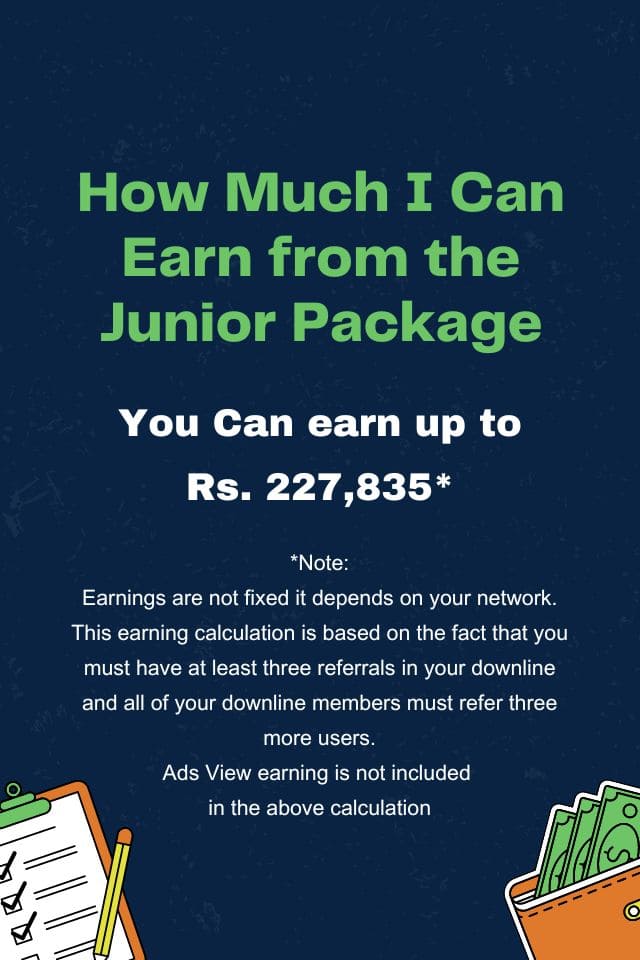 How Much I Can
Earn from the
Junior Package
You Can earn up to
Rs. 227,835*
*Note:
Earnings are not fixed it depends on your network.
This earning calculation is based on the fact that you
must have at least three referrals in your downline
and all of your downline members must refer three
more users.
Ads View earning is not included
in the above calculation